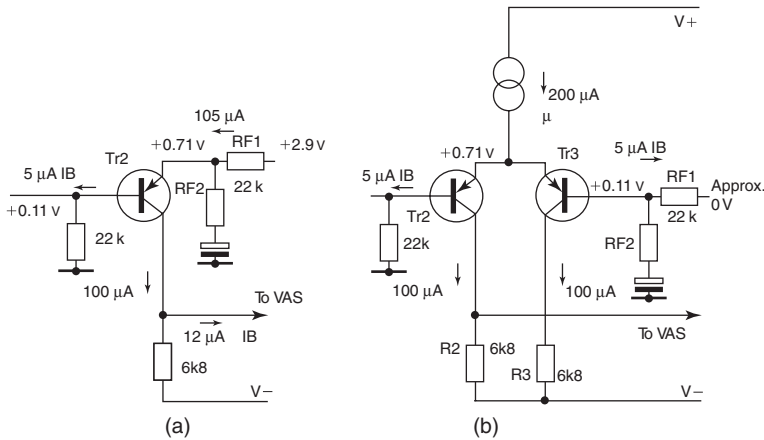 V+
200 µA
µ
105 µA
+0.71 v
RF1
+2.9 v
Tr2
5 µA IB
+0.11 v
RF2
22 k
22 k
100 µA
To VAS
12 µA IB
6k8
V−
(a)
+0.71 v
Tr3
5 µA IB
RF1
Approx.
0 V
5 µA IB
+0.11 v
22 k
Tr2
22k
RF2
100 µA
100 µA
To VAS
R2
6k8
R3
6k8
V−
(b)